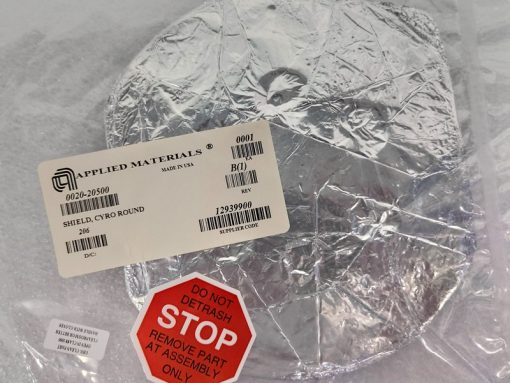 APPLIED MATERIALS ®
MADE IN USA
0001
EA
0020-20500
B(1)
REV
SHIELD, CYRO ROUND
206
D/C:
12939900
SUPPLIER CODE
DO NOT
DETRASH
STOP
REMOVE PART
AT ASSEMBLY
ONLY